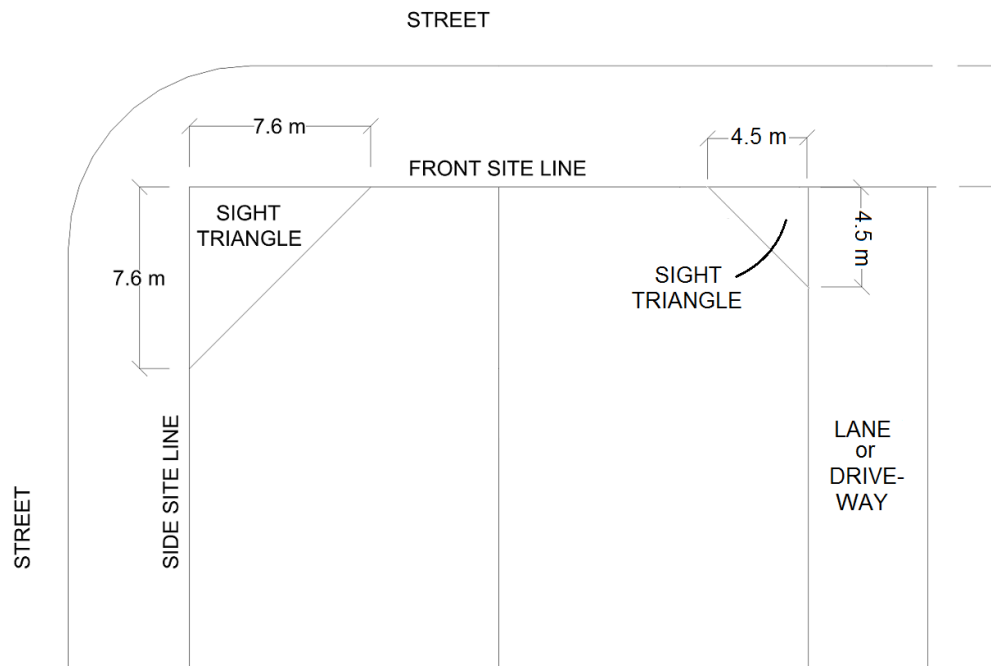 STREET
7.6 m
4.5 m
FRONT SITE LINE
SIGHT
TRIANGLE
4.5 m
7.6 m
SIGHT
TRIANGLE
LANE
or
DRIVE-
WAY
SIDE SITE LINE
STREET